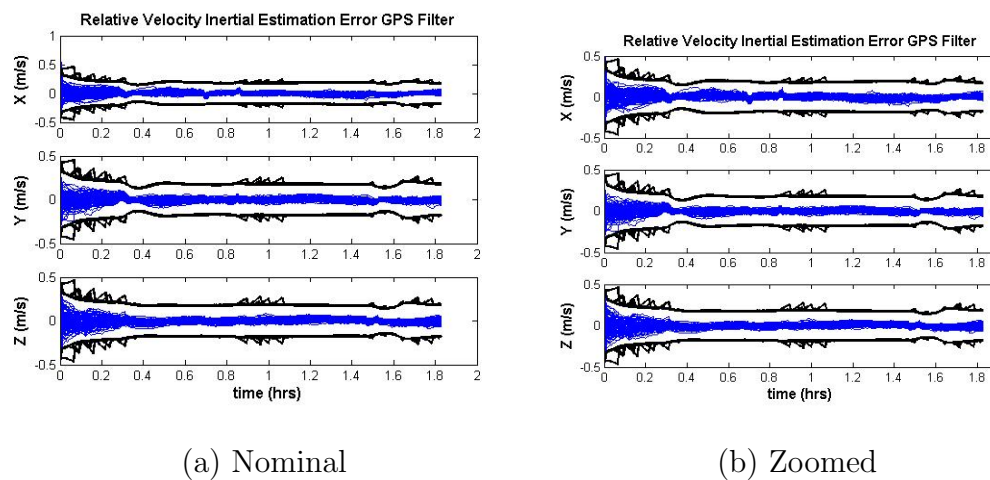 Relative Velocity Inertial Estimation Error GPS Filter
X (m/s)
1
0.5
0
-0.5
0 0.2 0.4 0.6 0.8 1 1.2 1.4 1.6 1.8 2
Y (m/s)
0.5
0
-0.5
0 0.2 0.4 0.6 0.8 1 1.2 1.4 1.6 1.8 2
Z (m/s)
0.5
0
-0.5
0 0.2 0.4 0.6 0.8 1 1.2 1.4 1.6 1.8 2
time (hrs)
(a) Nominal
Relative Velocity Inertial Estimation Error GPS Filter
X (m/s)
0.5
0
-0.5
0 0.2 0.4 0.6 0.8 1 1.2 1.4 1.6 1.8
Y (m/s)
0.5
0
-0.5
0 0.2 0.4 0.6 0.8 1 1.2 1.4 1.6 1.8
Z (m/s)
0.5
0
-0.5
0 0.2 0.4 0.6 0.8 1 1.2 1.4 1.6 1.8
time (hrs)
(b) Zoomed